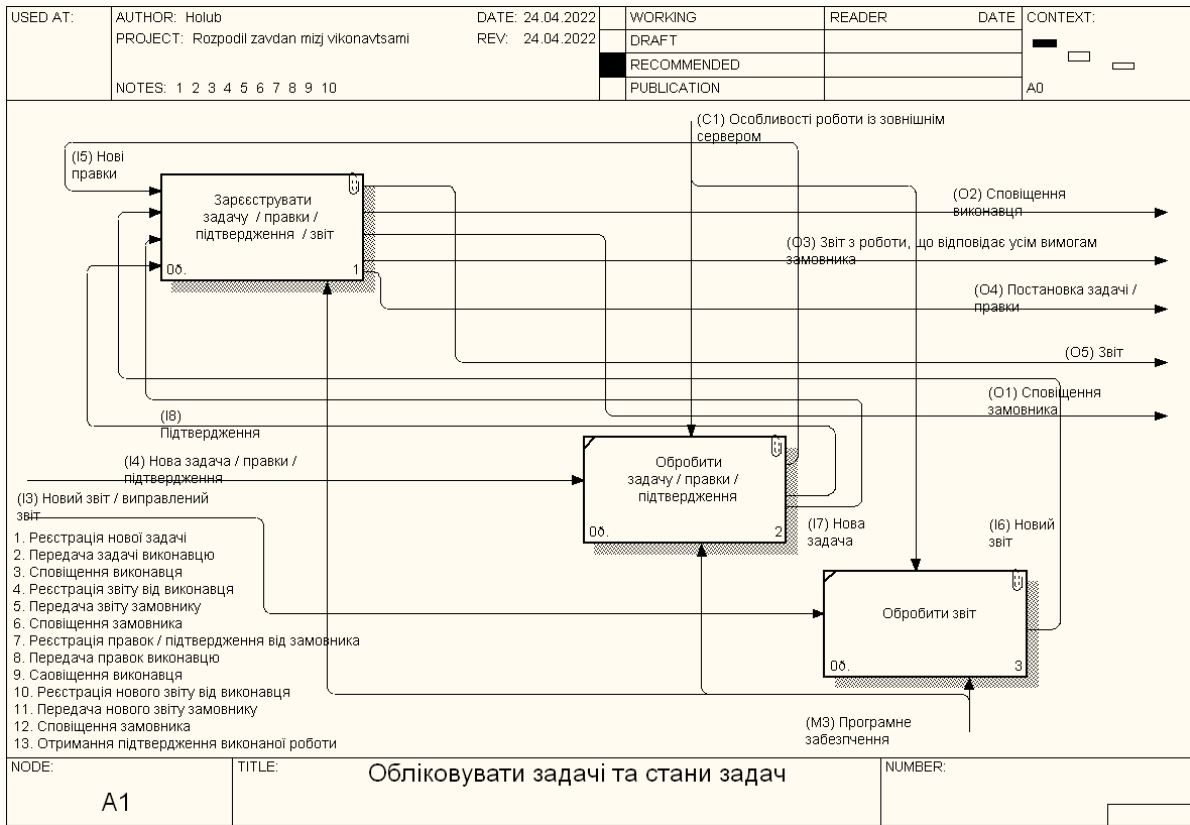 USED AT:
AUTHOR: Holub
DATE: 24.04.2022
PROJECT: Rozpodil zavdan mizj vikonavtsami
REV: 24.04.2022
NOTES: 1 2 3 4 5 6 7 8 9 10
WORKING
DRAFT
RECOMMENDED
PUBLICATION
READER
DATE
CONTEXT:
A0
(C1) Особливості роботи із зовнішнім
сервером
(I5) Нові
правки
Зареєструвати
задачу / правки /
підтвердження / звіт
0ð.
1
(O2) Сповіщення
виконавця
(O3) Звіт з роботи, що відповідає усім вимогам
замовника
(O4) Постановка задачі /
правки
(O5) Звіт
(O1) Сповіщення
замовника
(I8)
Підтвердження
(I4) Нова задача / правки /
підтвердження
Обробити
задачу / правки /
підтвердження
0ð.
2
(I3) Новий звіт / виправлений
звіт
(I7) Нова
задача
(I6) Новий
звіт
1. Реєстрація нової задачі
2. Передача задачі виконавцю
3. Сповіщення виконавця
4. Реєстрація звіту від виконавця
5. Передача звіту замовнику
6. Сповіщення замовника
7. Реєстрація правок / підтвердження від замовника
8. Передача правок виконавцю
9. Саовіщення виконавця
10. Реєстрація нового звіту від виконавця
11. Передача нового звіту замовнику
12. Сповіщення замовника
13. Отримання підтвердження виконаної роботи
Обробити звіт
0ð.
3
(M3) Програмне
забезпчення
NODE:
A1
TITLE:
Обліковувати задачі та стани задач
NUMBER: